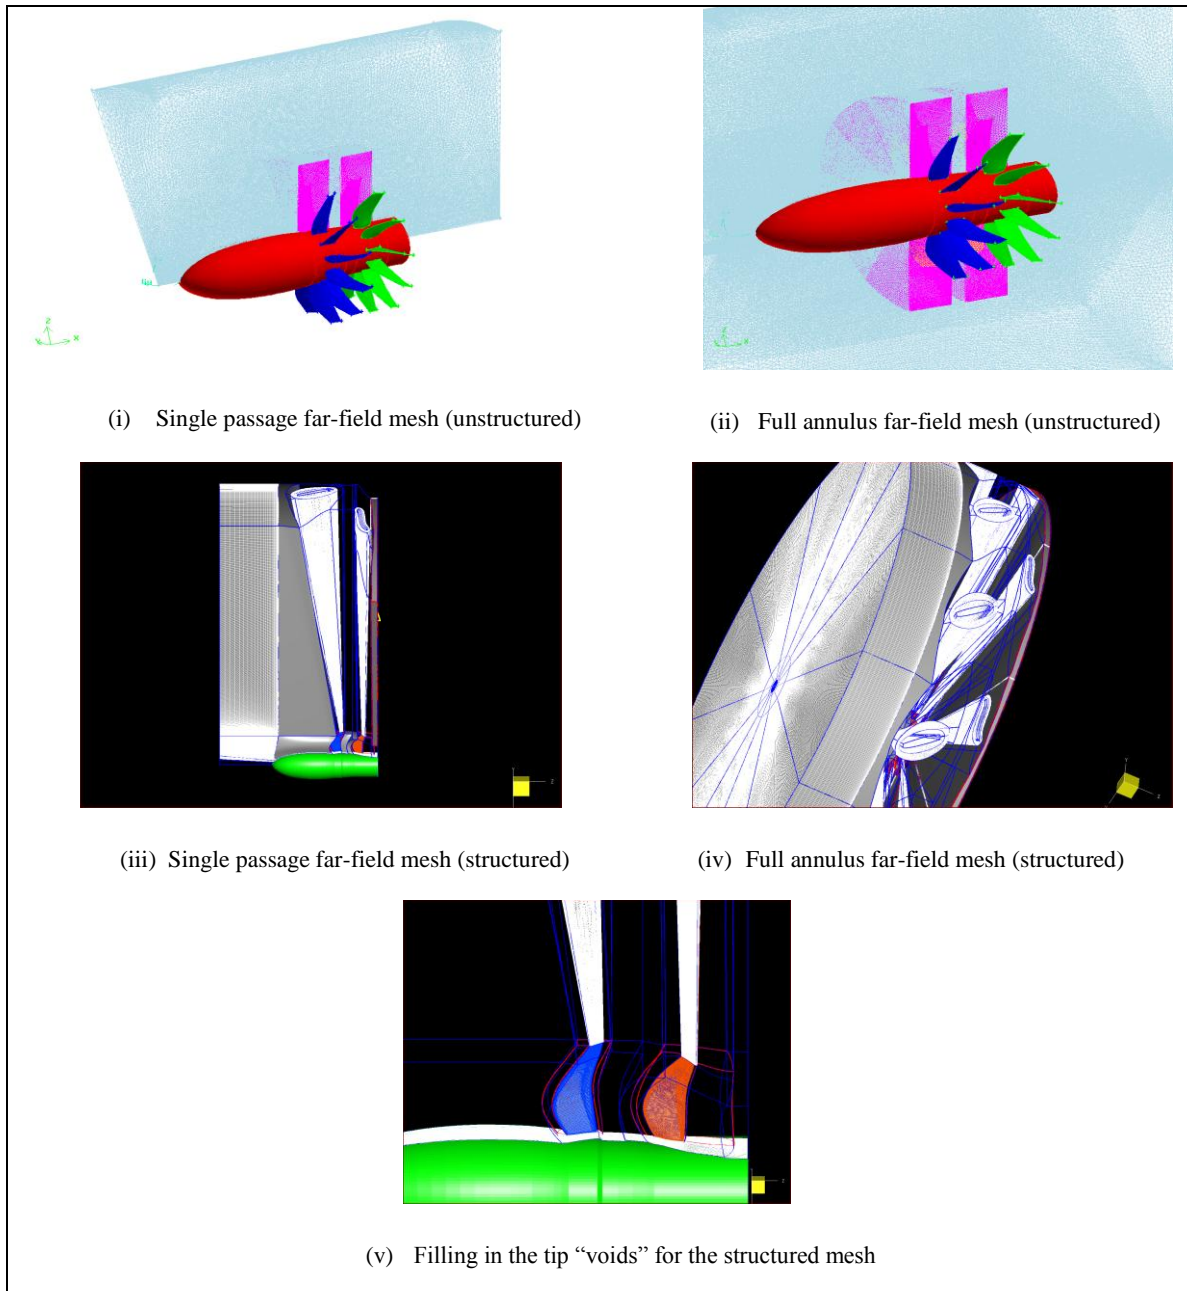 (i) Single passage far-field mesh (unstructured)
(ii) Full annulus far-field mesh (unstructured)
(iii) Single passage far-field mesh (structured)
(iv) Full annulus far-field mesh (structured)
(v) Filling in the tip “voids” for the structured mesh